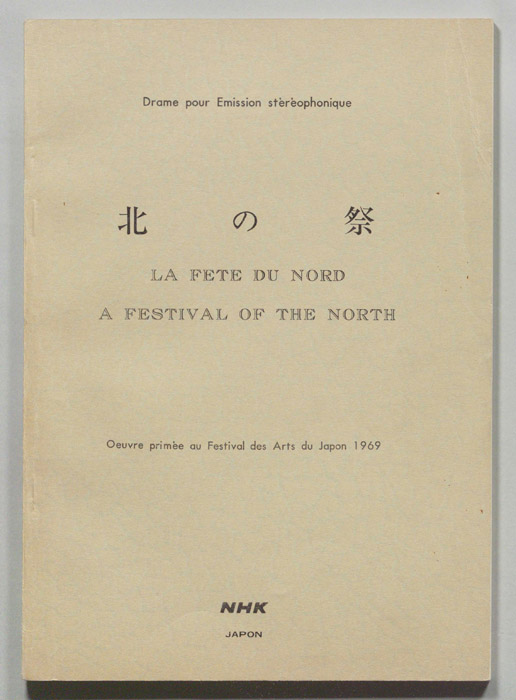 Drame pour Emission stèrèophonique
北の祭
LA FETE DU NORD
A FESTIVAL OF THE NORTH
Oeuvre primèe au Festival des Arts du Japon 1969
NHK
JAPON